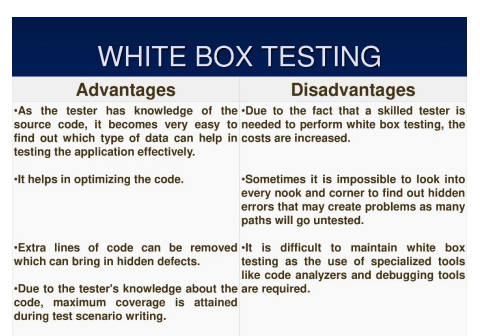 WHITE BOX TESTING
Advantages
•As the tester has knowledge of the
source code, it becomes very easy to
find out which type of data can help in
testing the application effectively.
•It helps in optimizing the code.
•Extra lines of code can be removed
which can bring in hidden defects.
•Due to the tester's knowledge about the
code, maximum coverage is attained
during test scenario writing.
Disadvantages
•Due to the fact that a skilled tester is
needed to perform white box testing, the
costs are increased.
•Sometimes it is impossible to look into
every nook and corner to find out hidden
errors that may create problems as many
paths will go untested.
•It is difficult to maintain white box
testing as the use of specialized tools
like code analyzers and debugging tools
are required.